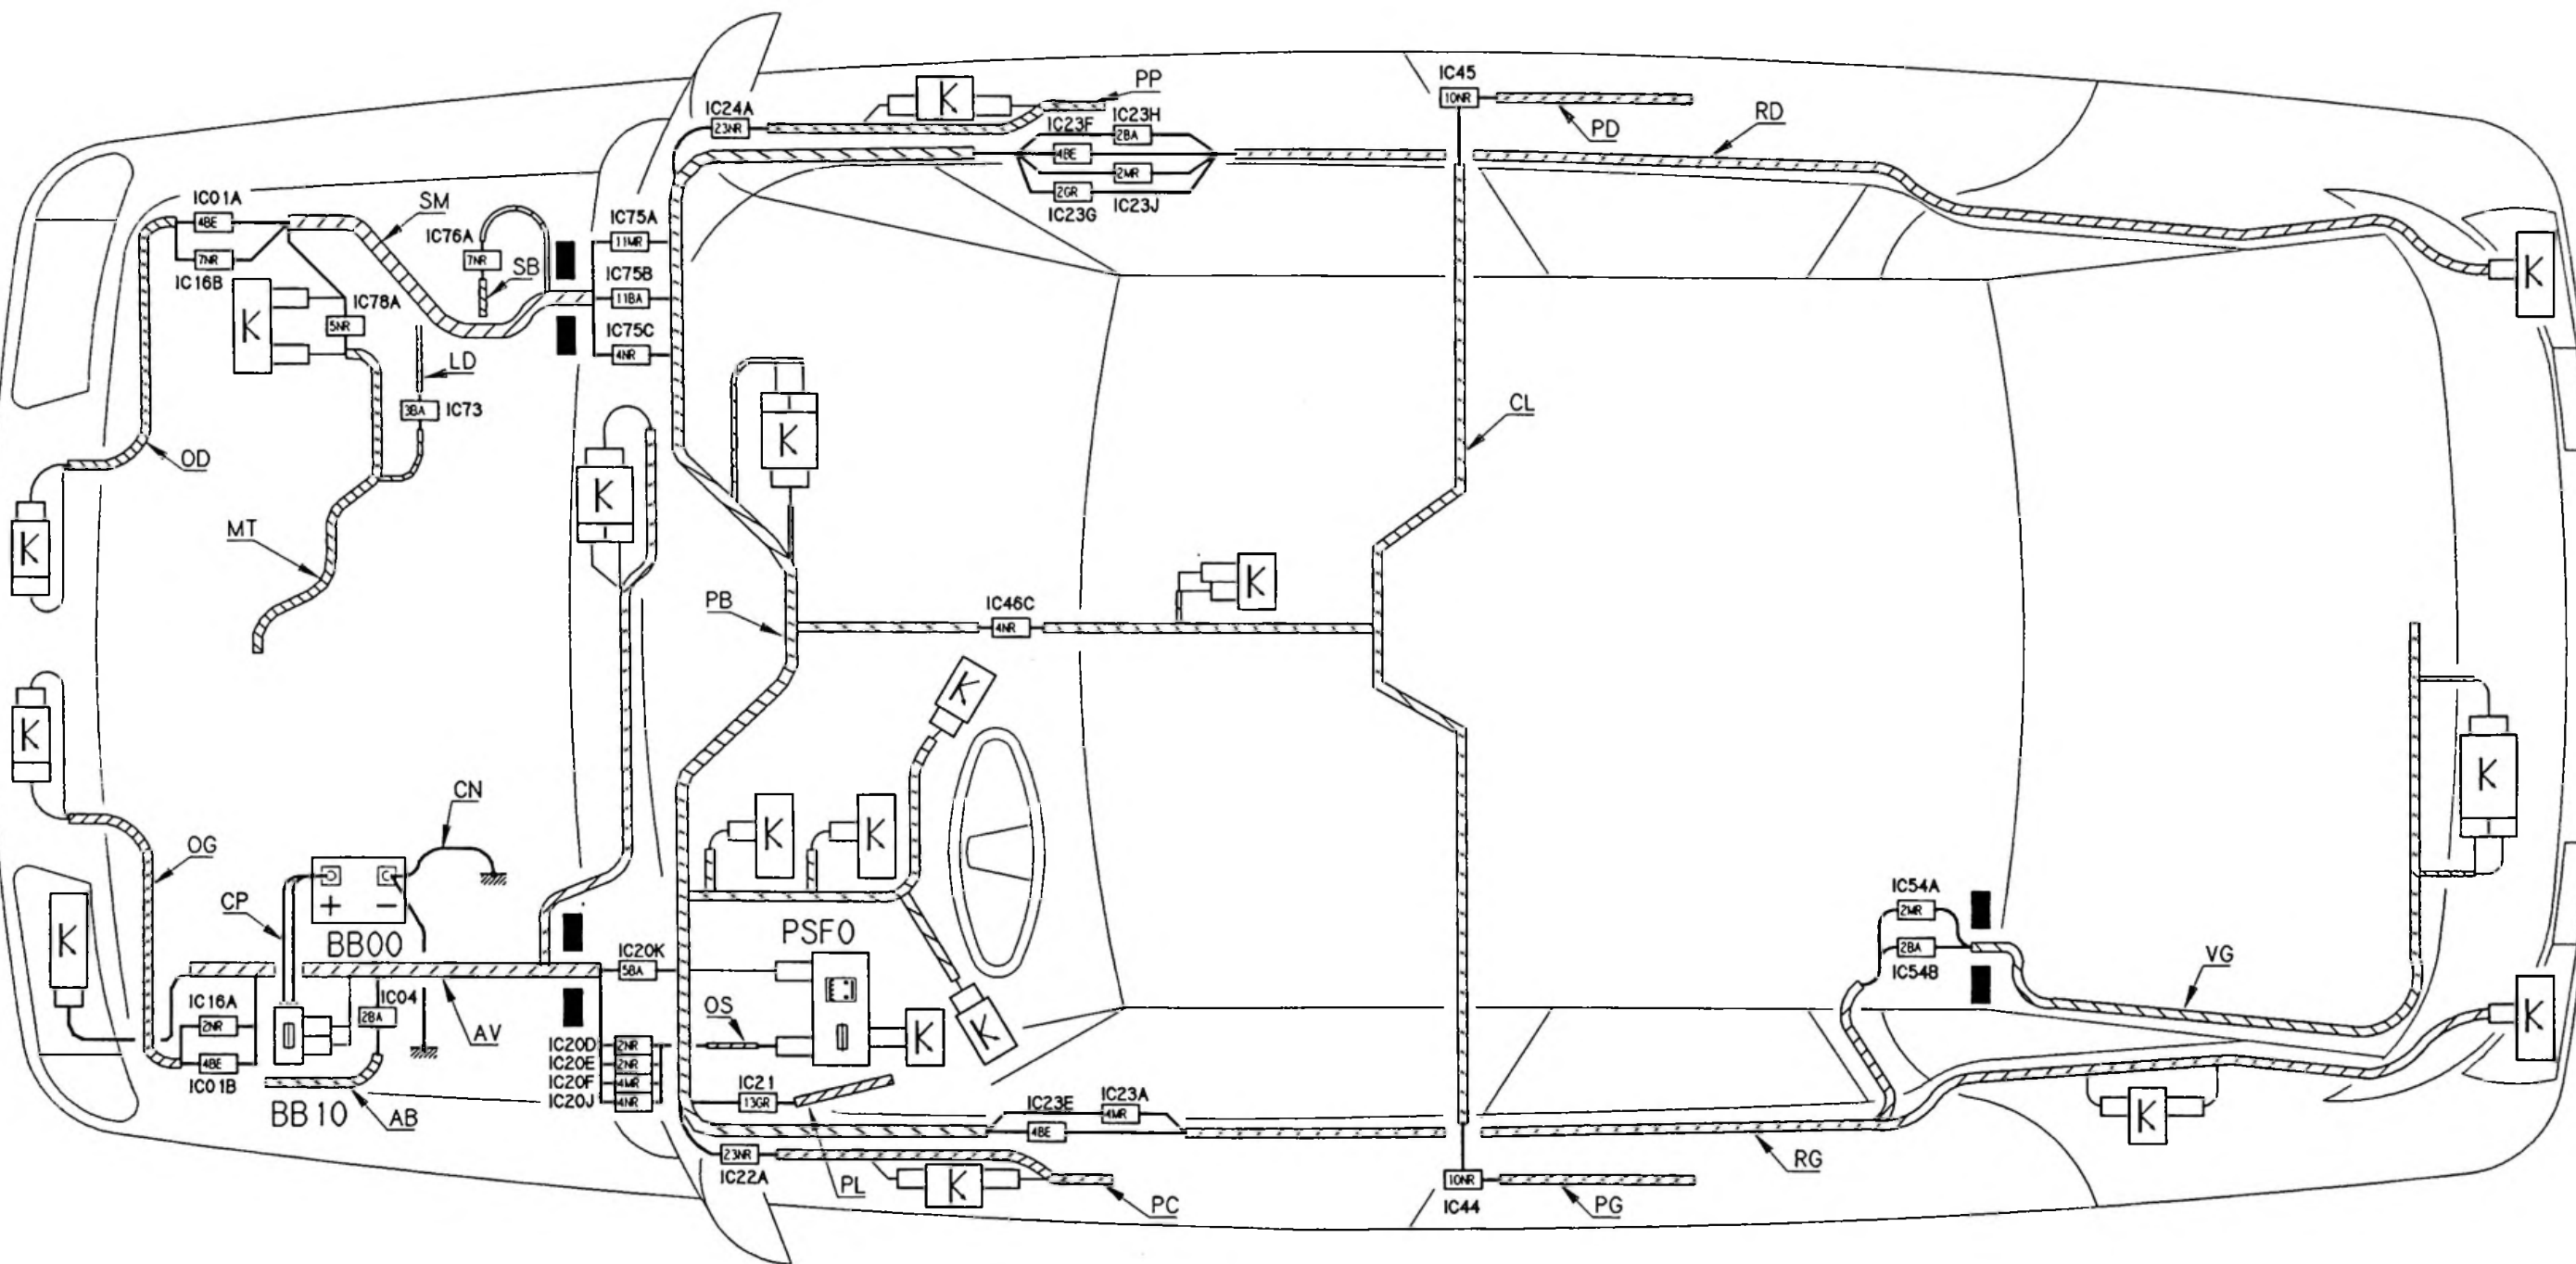 PP
IC45
IC24A
23NR
K
IC23F
IC23H
2BA
10NR
PD
RD
4BE
2MR
2GR
IC23G
IC23J
IC01A
SM
4BE
IC75A
11MR
IC76A
7NR
SB
7NR
IC16B
IC75B
11BA
IC78A
5NR
K
IC75C
4NR
K
LD
3BA
IC73
CL
OD
K
K
K
MT
K
PB
IC46C
4NR
K
K
K
CN
K
K
OG
CP
+
-
BB00
K
PSF0
IC54A
2MR
IC20K
5BA
2BA
IC54B
VG
IC16A
2NR
IC04
2BA
OS
K
K
K
AV
IC20D
2NR
IC20E
2NR
4BE
IC01B
IC20F
4MR
IC20J
4NR
IC21
13GR
IC23E
IC23A
4MR
K
BB10
AB
4BE
23NR
IC22A
PL
K
PC
10NR
IC44
PG
RG